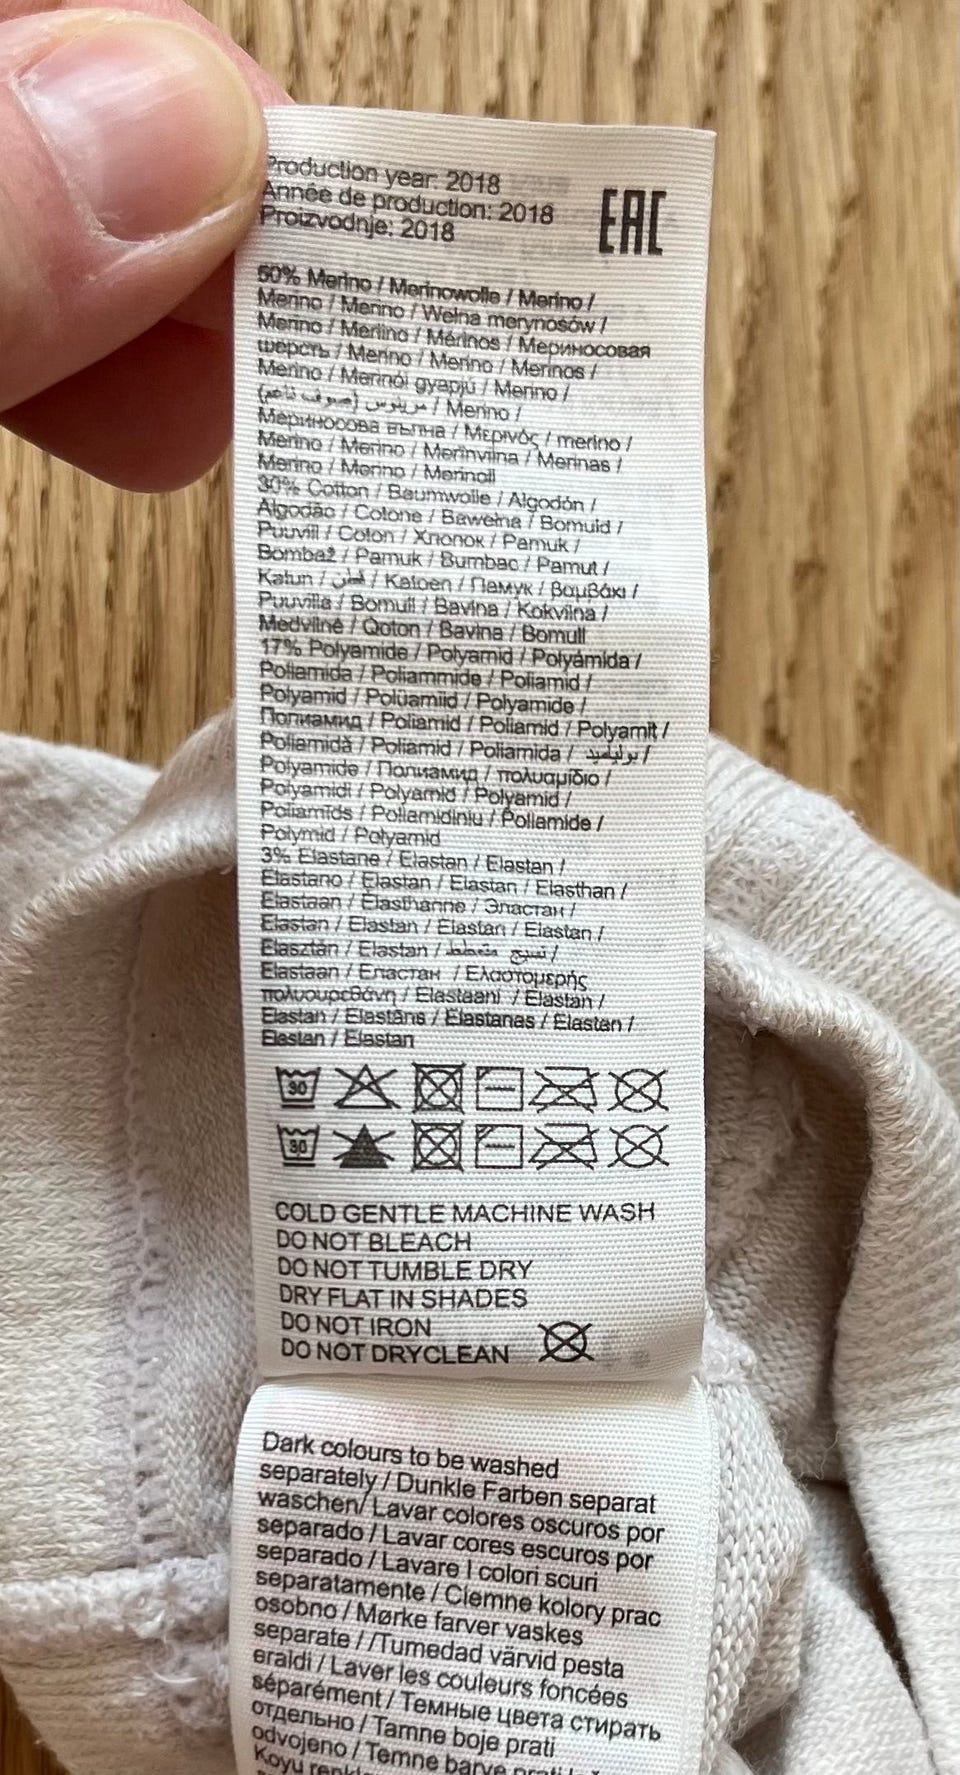 Production year: 2018
Année de production: 2018
Proizvodnje: 2018
EAC
50% Merino / Merinowolle / Merino /
Merino / Merino / Wełna merynosów /
Merino / Meriino / Mérinos / Мериносовая
шерсть / Merino / Merino / Merinos /
Merino / Merinói gyapjú / Merino /
مرينوس (صوف ناعم) / Merino /
Мериносова вълна / Μερινός / merino /
Merino / Merino / Merinvilna / Merinas /
Merino / Merino / Merinoll
30% Cotton / Baumwolle / Algodón /
Algodão / Cotone / Bawełna / Bomuld /
Puuvill / Coton / Хлопок / Pamuk /
Bombaž / Pamuk / Bumbac / Pamut /
Katun / قطن / Katoen / Памук / βαμβάκι /
Puuvilla / Bomull / Bavlna / Kokvilna /
Medvilnė / Qoton / Bavlna / Bomull
17% Polyamide / Polyamid / Polyámida /
Poliamida / Poliammide / Poliamid /
Polyamid / Polüamiid / Polyamide /
Полиамид / Poliamid / Poliamid / Polyamit /
Poliamidă / Poliamid / Poliamida / بولياميد /
Polyamide / Полиамид / πολυαμίδιο /
Polyamidi / Polyamid / Polyamid /
Poliamīds / Poliamidiniu / Poliamide /
Polymid / Polyamid
3% Elastane / Elastan / Elastan /
Elastano / Elastan / Elastan / Elasthan /
Elastaan / Élasthanne / Эластан /
Elastan / Elastan / Elastan / Elastan /
Elasztán / Elastan / نسيج متمطط /
Elastaan / Еластан / Ελαστομερής
πολυουρεθάνη / Elastaani / Elastan /
Elastan / Elastāns / Elastanas / Elastan /
Elastan / Elastan
30
30
COLD GENTLE MACHINE WASH
DO NOT BLEACH
DO NOT TUMBLE DRY
DRY FLAT IN SHADES
DO NOT IRON
DO NOT DRYCLEAN
Dark colours to be washed
separately / Dunkle Farben separat
waschen/ Lavar colores oscuros por
separado / Lavar cores escuros por
separado / Lavare I colori scuri
separatamente / Ciemne kolory prac
osobno / Mørke farver vaskes
separate / /Tumedad värvid pesta
eraldi / Laver les couleurs foncées
séparément / Темные цвета стирать
отдельно / Tamne boje prati
odvojeno / Temne barve prati
Koyu